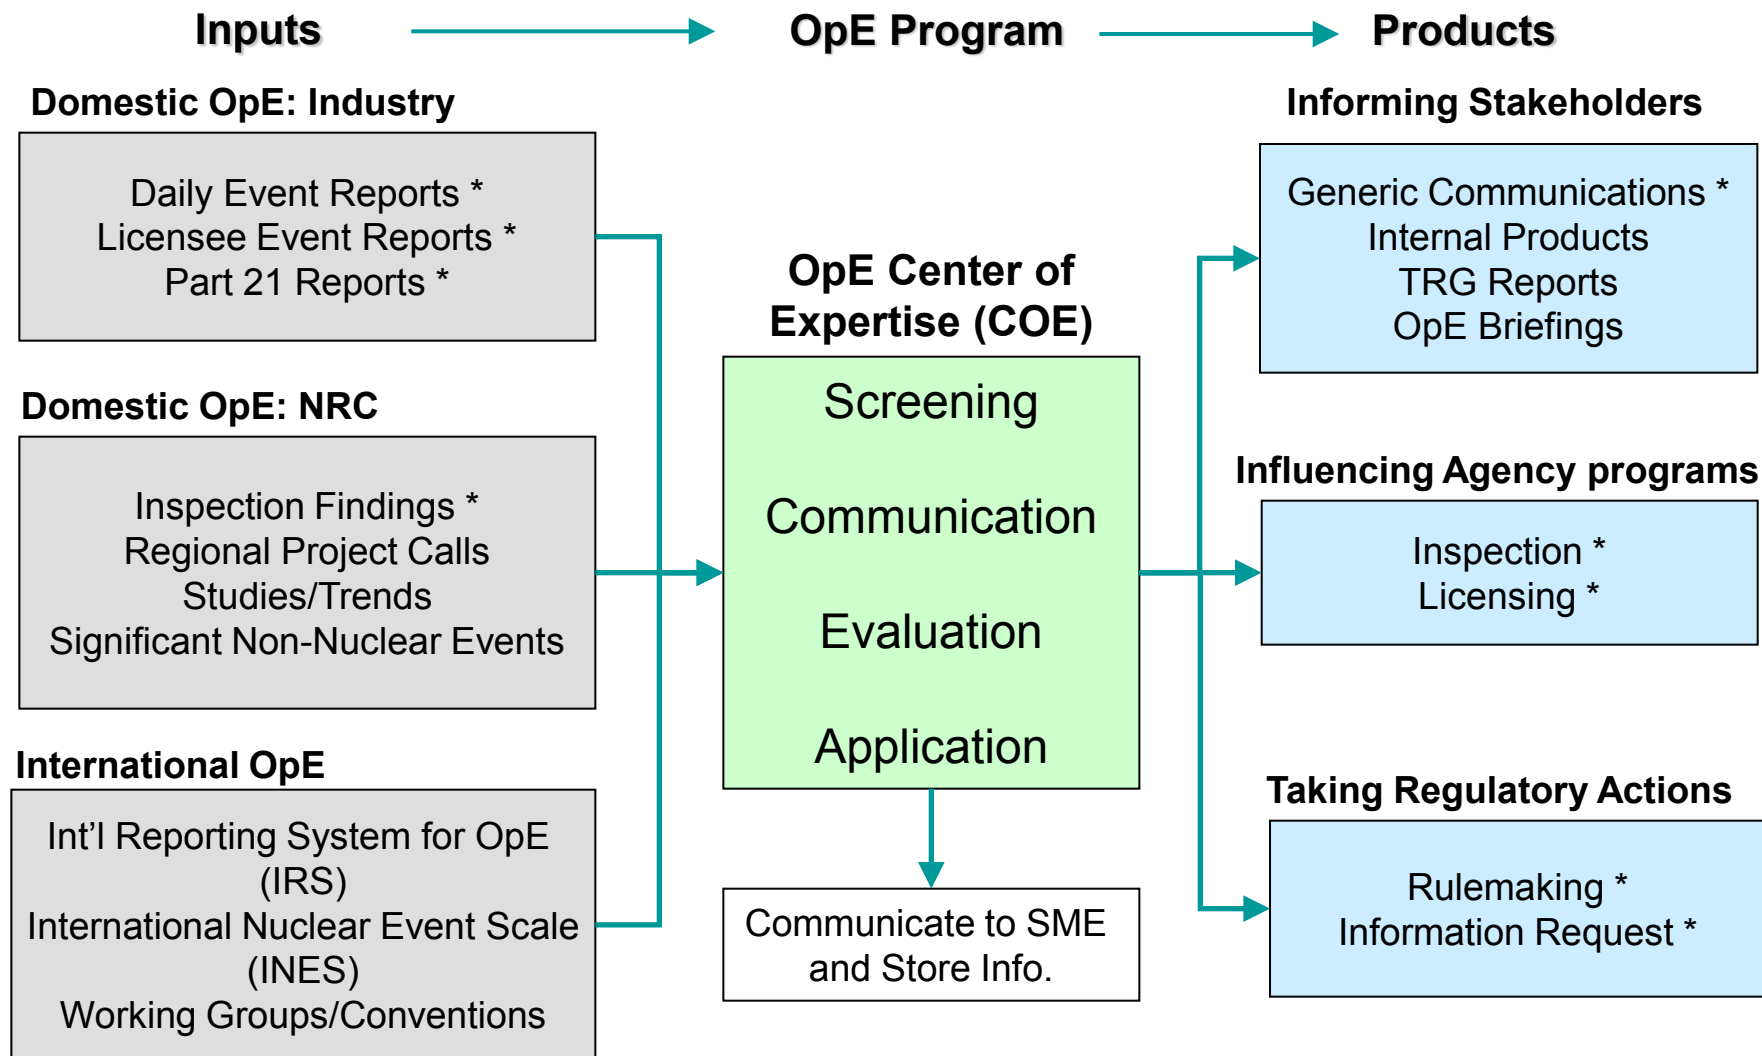 Inputs
OpE Program
Products
Domestic OpE: Industry
Daily Event Reports *
Licensee Event Reports *
Part 21 Reports *
Domestic OpE: NRC
Inspection Findings *
Regional Project Calls
Studies/Trends
Significant Non-Nuclear Events
International OpE
Int’l Reporting System for OpE
(IRS)
International Nuclear Event Scale
(INES)
Working Groups/Conventions
OpE Center of
Expertise (COE)
Screening
Communication
Evaluation
Application
Communicate to SME
and Store Info.
Informing Stakeholders
Generic Communications *
Internal Products
TRG Reports
OpE Briefings
Influencing Agency programs
Inspection *
Licensing *
Taking Regulatory Actions
Rulemaking *
Information Request *